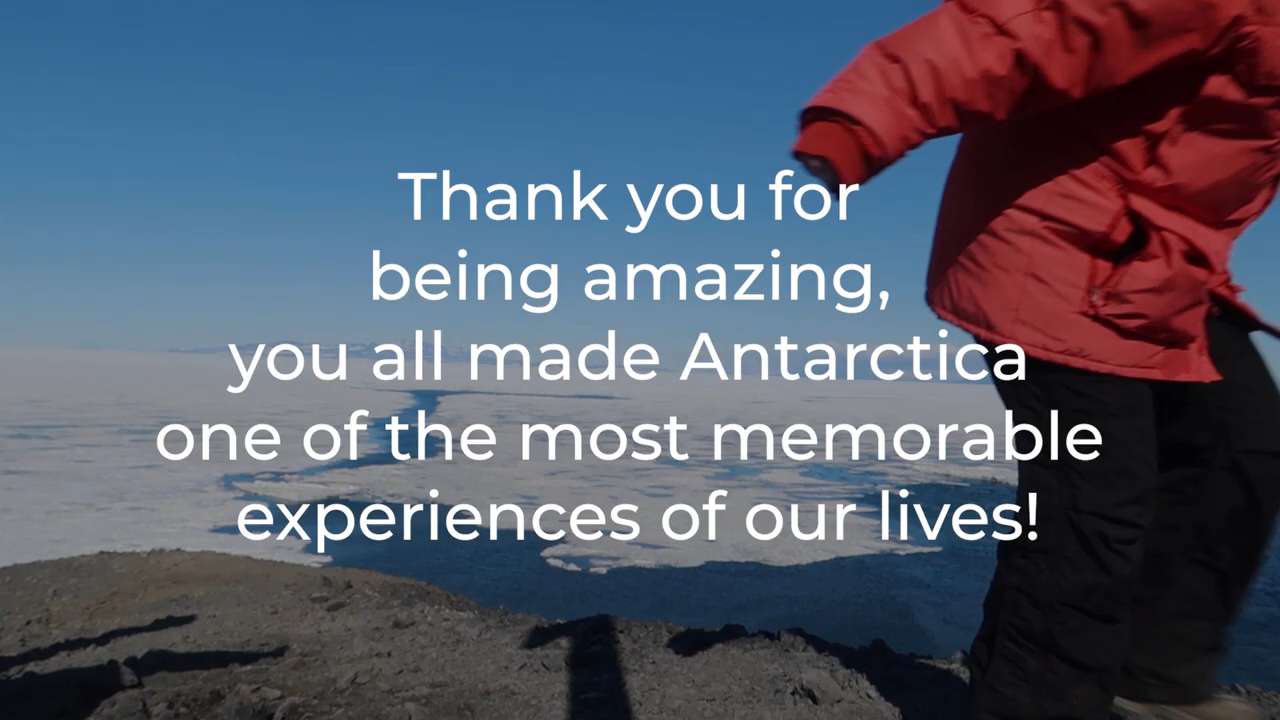 Thank you for
being amazing,
you all made Antarctica
one of the most memorable
experiences of our lives!